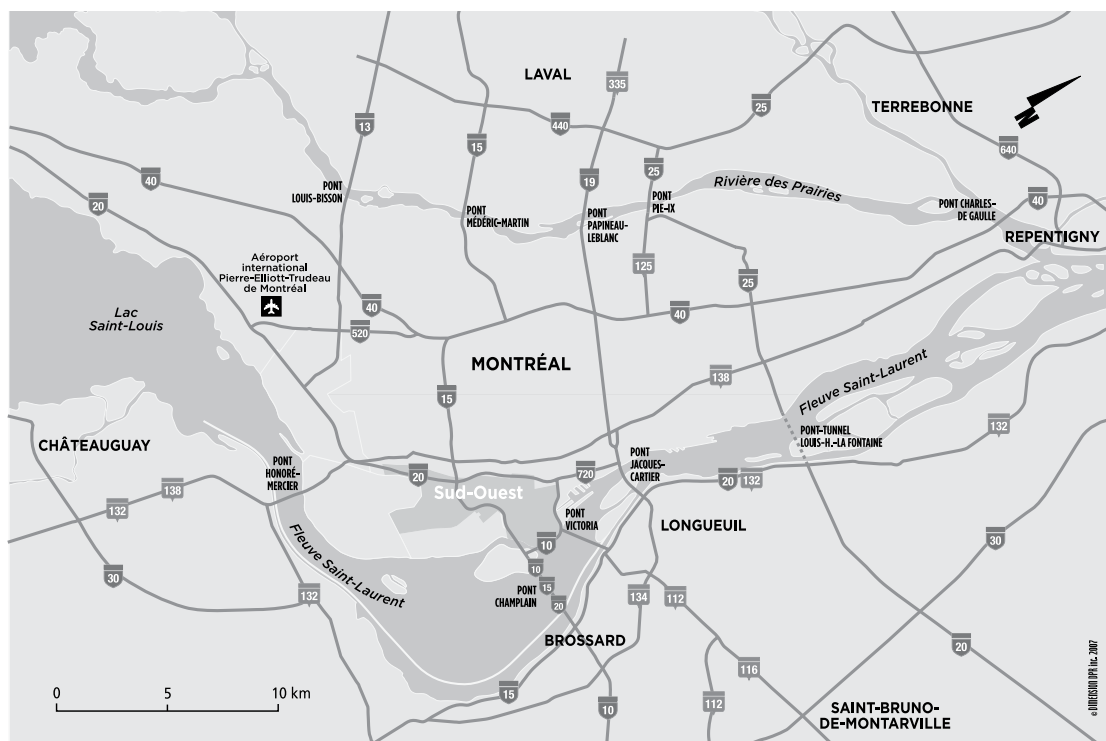 LAVAL
335
TERREBONNE
25
440
13
15
640
N
40
20
PONT
LOUIS-BISSON
19
25
Rivière des Prairies
PONT
MÉDÉRIC-MARTIN
PONT
PAPINEAU-
LEBLANC
PONT
PIE-IX
PONT CHARLES-
DE GAULLE
40
REPENTIGNY
Aéroport
international
Pierre-Elliott-Trudeau
de Montréal
125
25
40
40
520
Lac
Saint-Louis
MONTRÉAL
138
15
Fleuve Saint-Laurent
CHÂTEAUGUAY
PONT
HONORÉ-
MERCIER
20
720
PONT
JACQUES-
CARTIER
PONT-TUNNEL
LOUIS-H.-LA FONTAINE
132
20
132
138
132
Sud-Ouest
PONT
VICTORIA
LONGUEUIL
10
30
Fleuve Saint-Laurent
10
15
20
PONT
CHAMPLAIN
30
132
134
112
BROSSARD
20
116
15
10
112
0
5
10 km
SAINT-BRUNO-
DE-MONTARVILLE
© DIMENSION DPR inc. 2007